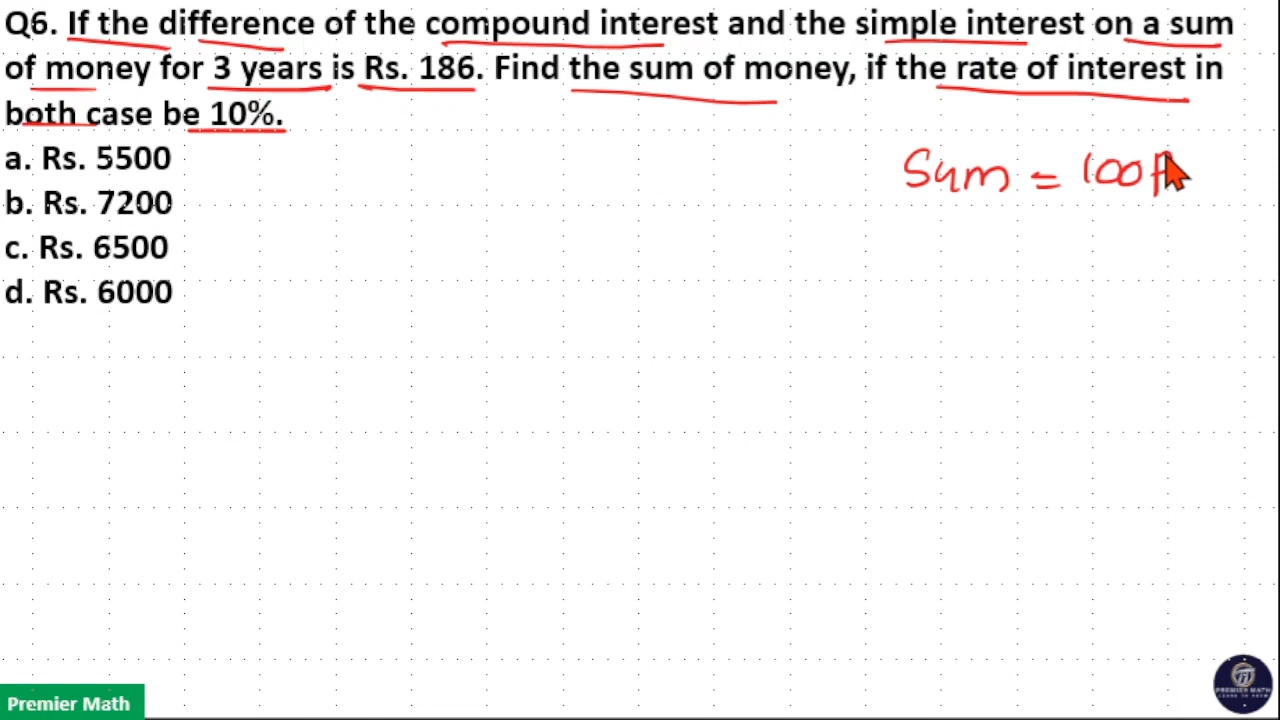 Q6. If the difference of the compound interest and the simple interest on a sum
of money for 3 years is Rs. 186. Find the sum of money, if the rate of interest in
both case be 10%.
a. Rs. 5500
b. Rs. 7200
c. Rs. 6500
d. Rs. 6000
Sum = 100P
Premier Math
PREMIER MATH